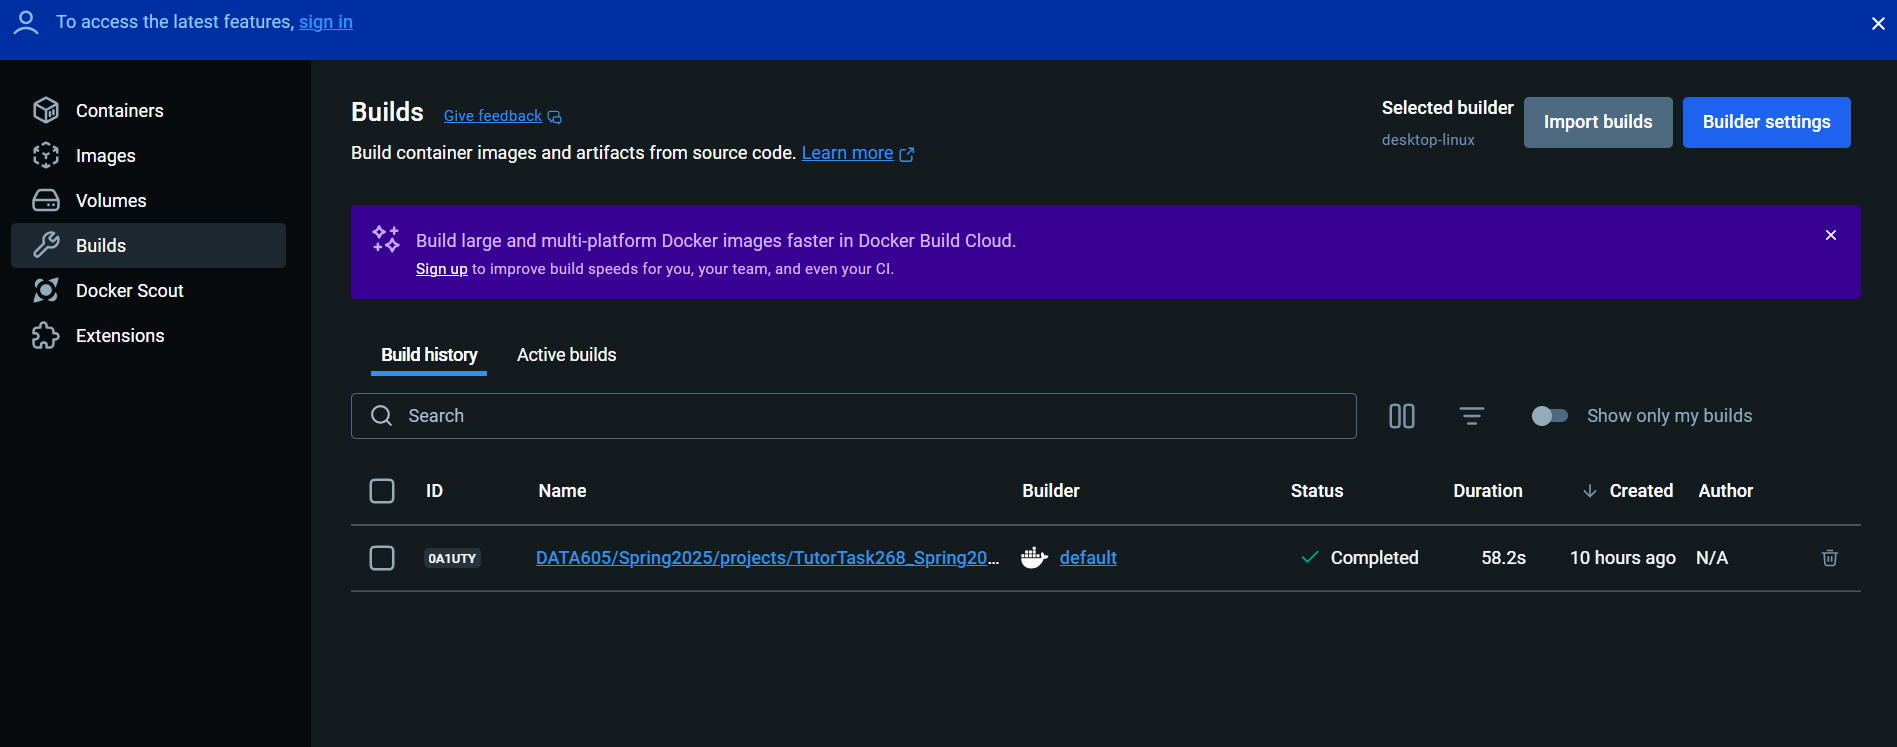 To access the latest features, sign in
Containers
Images
Volumes
Builds
Docker Scout
Extensions
Builds Give feedback
Build container images and artifacts from source code. Learn more
Selected builder
desktop-linux
Import builds
Builder settings
Build large and multi-platform Docker images faster in Docker Build Cloud.
Sign up to improve build speeds for you, your team, and even your CI.
Build history Active builds
Search
Show only my builds
ID Name Builder Status Duration Created Author
0A1UTY DATA605/Spring2025/projects/TutorTask268_Spring20... default Completed 58.2s 10 hours ago N/A